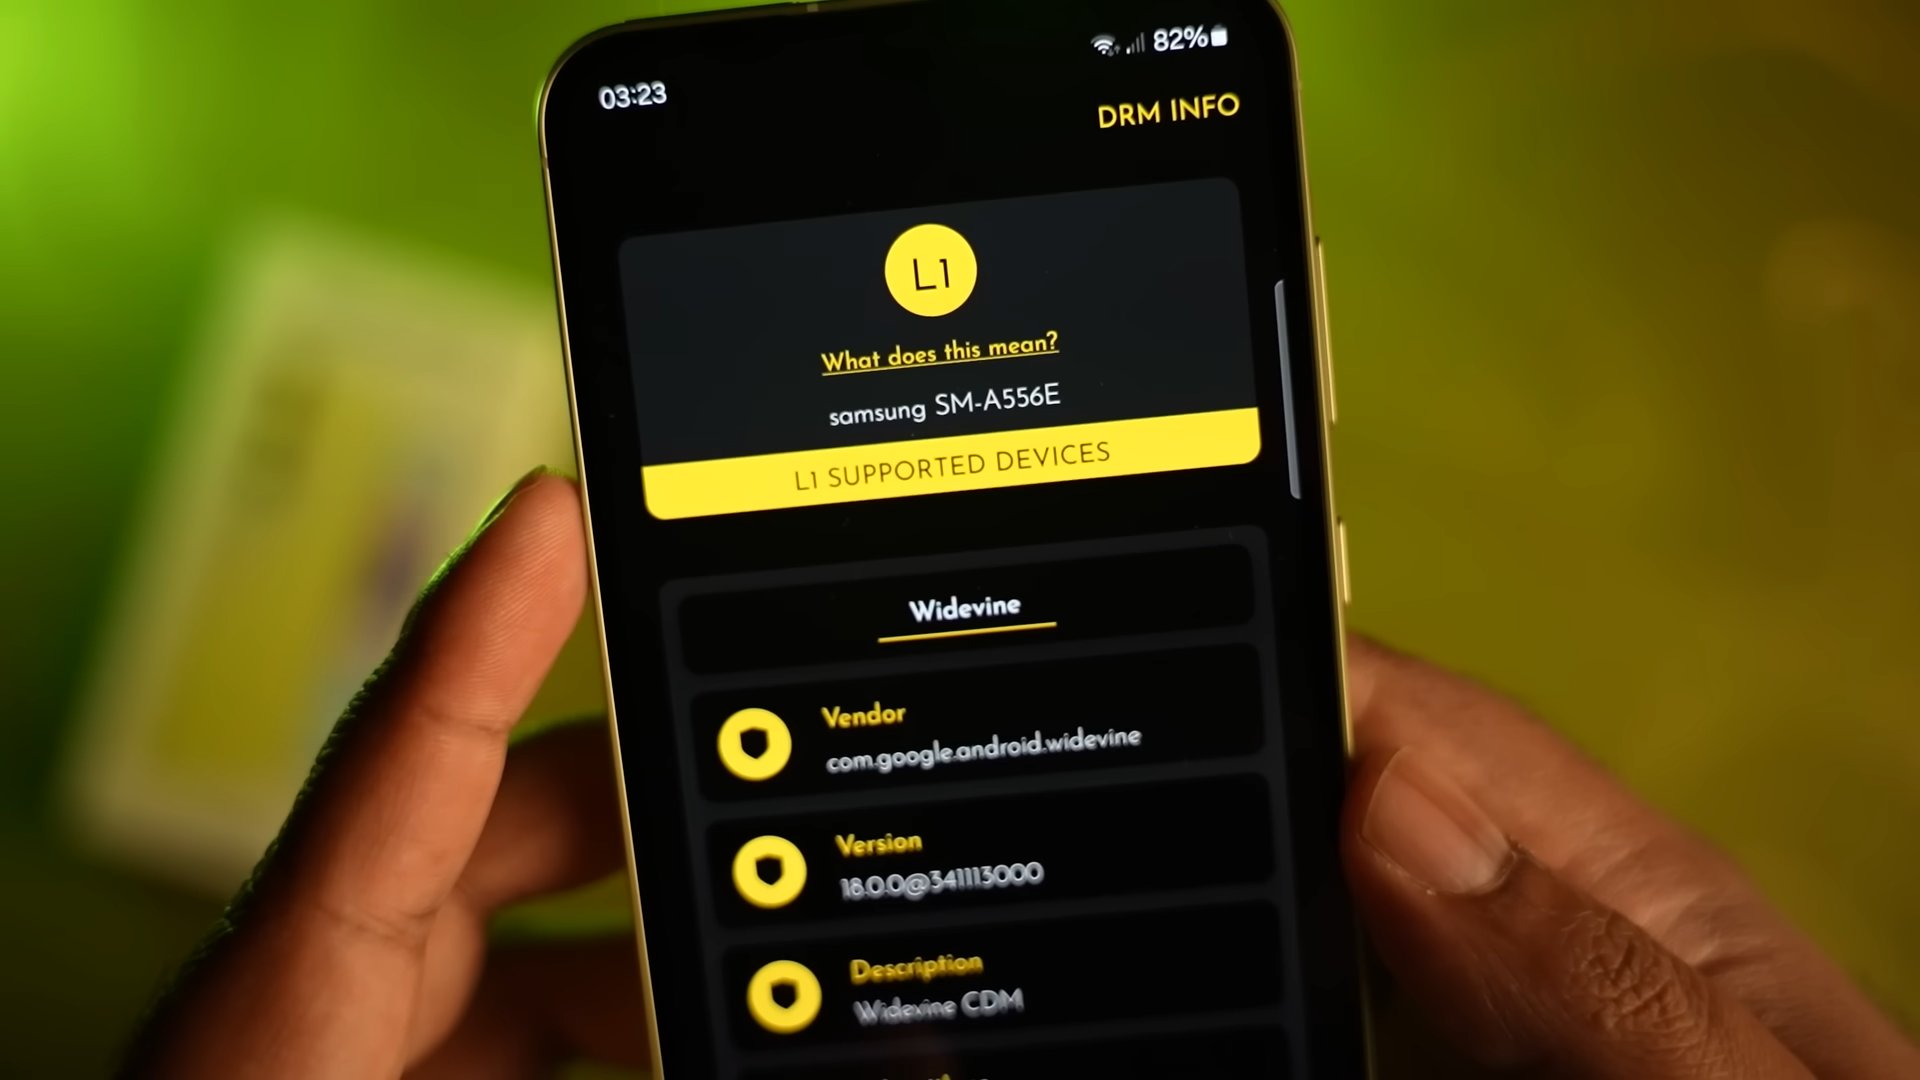 82%
03:23
DRM INFO
L1
What does this mean?
samsung SM-A556E
L1 SUPPORTED DEVICES
Widevine
Vendor
com.google.android.widevine
Version
18.0.0@341113000
Description
Widevine CDM